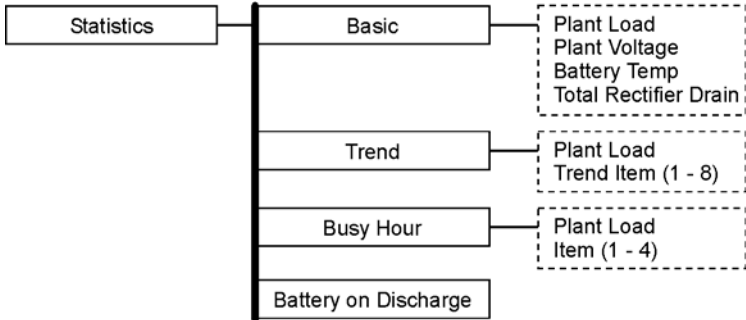 Statistics
Basic
Plant Load
Plant Voltage
Battery Temp
Total Rectifier Drain
Trend
Plant Load
Trend Item (1 - 8)
Busy Hour
Plant Load
Item (1 - 4)
Battery on Discharge